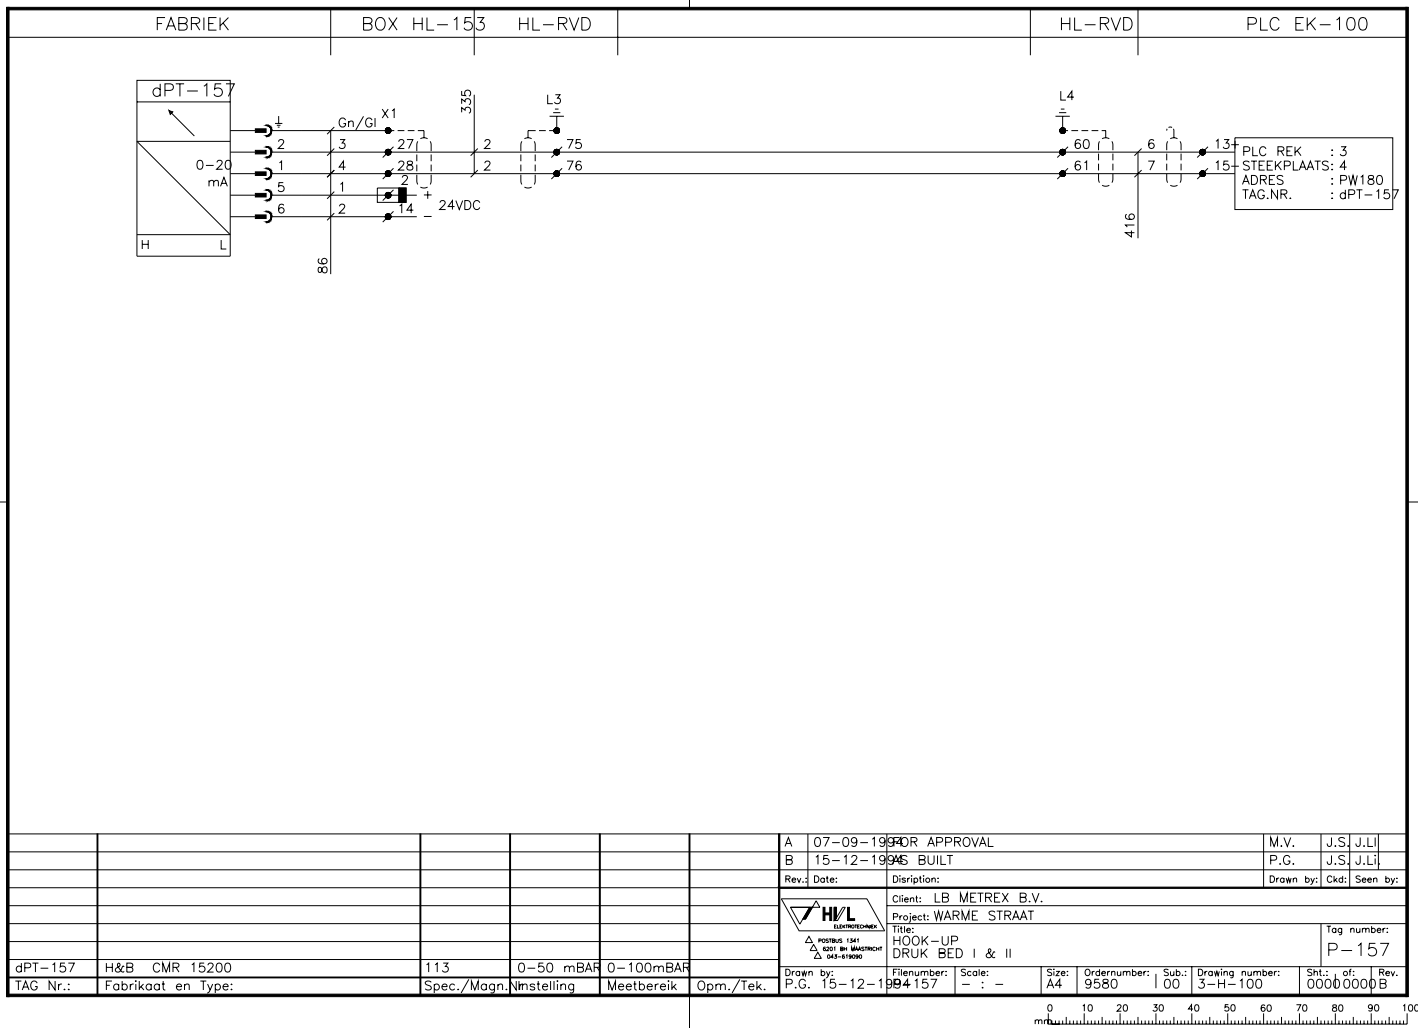 FABRIEK BOX HL-153 HL-RVD HL-RVD PLC EK-100
dPT-157
0-20
mA
H L
2
1
5
6
Gn/Gl X1
3 27
4 28
1 2
2 14
+
24VDC
-
86
335
2
2
L3
75
76
L4
60
61
6
7
416
13+
15-
PLC REK : 3
STEEKPLAATS: 4
ADRES : PW180
TAG.NR. : dPT-157
A 07-09-1994 FOR APPROVAL M.V. J.S. J.LI
B 15-12-1994 AS BUILT P.G. J.S. J.Li.
Rev.: Date: Disription: Drawn by: Ckd: Seen by:
HVL
ELEKTROTECHNIEK
POSTBUS 1341
6201 BH MAASTRICHT
043-619090
Client: LB METREX B.V.
Project: WARME STRAAT
Title:
HOOK-UP
DRUK BED I & II
Tag number:
P-157
Drawn by: Filenumber: Scale: Size: Ordernumber: Sub.: Drawing number: Sht.: of: Rev.
P.G. 15-12-1994 P-157 - : - A4 9580 00 3-H-100 0000 0000 B
dPT-157 H&B CMR 15200 113 0-50 mBAR 0-100mBAR
TAG Nr.: Fabrikaat en Type: Spec./Magn.Nr. Instelling Meetbereik Opm./Tek.
0 10 20 30 40 50 60 70 80 90 100
mm